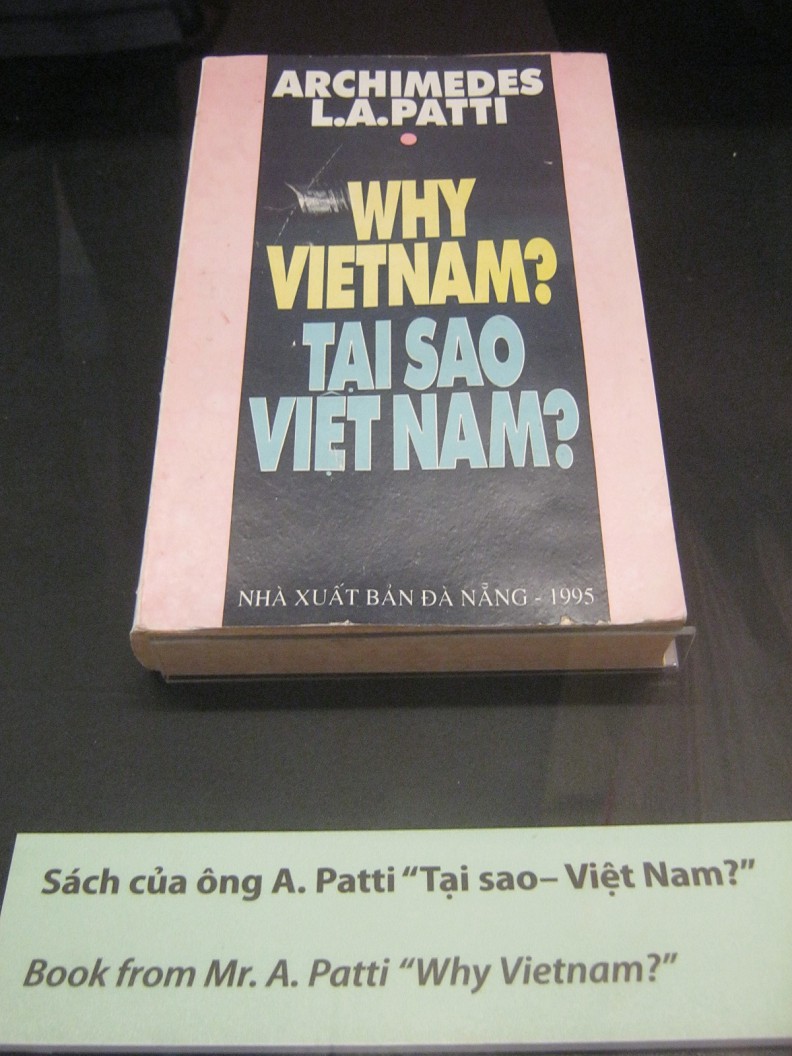 ARCHIMEDES
L.A.PATTI
WHY
VIETNAM?
TẠI SAO
VIỆT NAM?
NHÀ XUẤT BẢN ĐÀ NẴNG - 1995
Sách của ông A. Patti “Tại sao– Việt Nam?”
Book from Mr. A. Patti “Why Vietnam?”